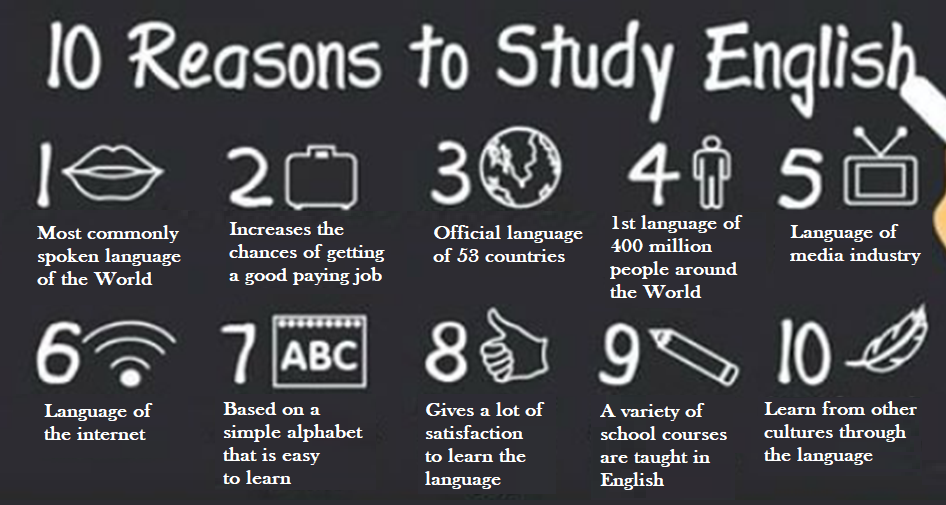 10 Reasons to Study English
1
Most commonly
spoken language
of the World
2
Increases the
chances of getting
a good paying job
3
Official language
of 53 countries
4
1st language of
400 million
people around
the World
5
Language of
media industry
6
Language of
the internet
7
ABC
Based on a
simple alphabet
that is easy
to learn
8
Gives a lot of
satisfaction
to learn the
language
9
A variety of
school courses
are taught in
English
10
Learn from other
cultures through
the language